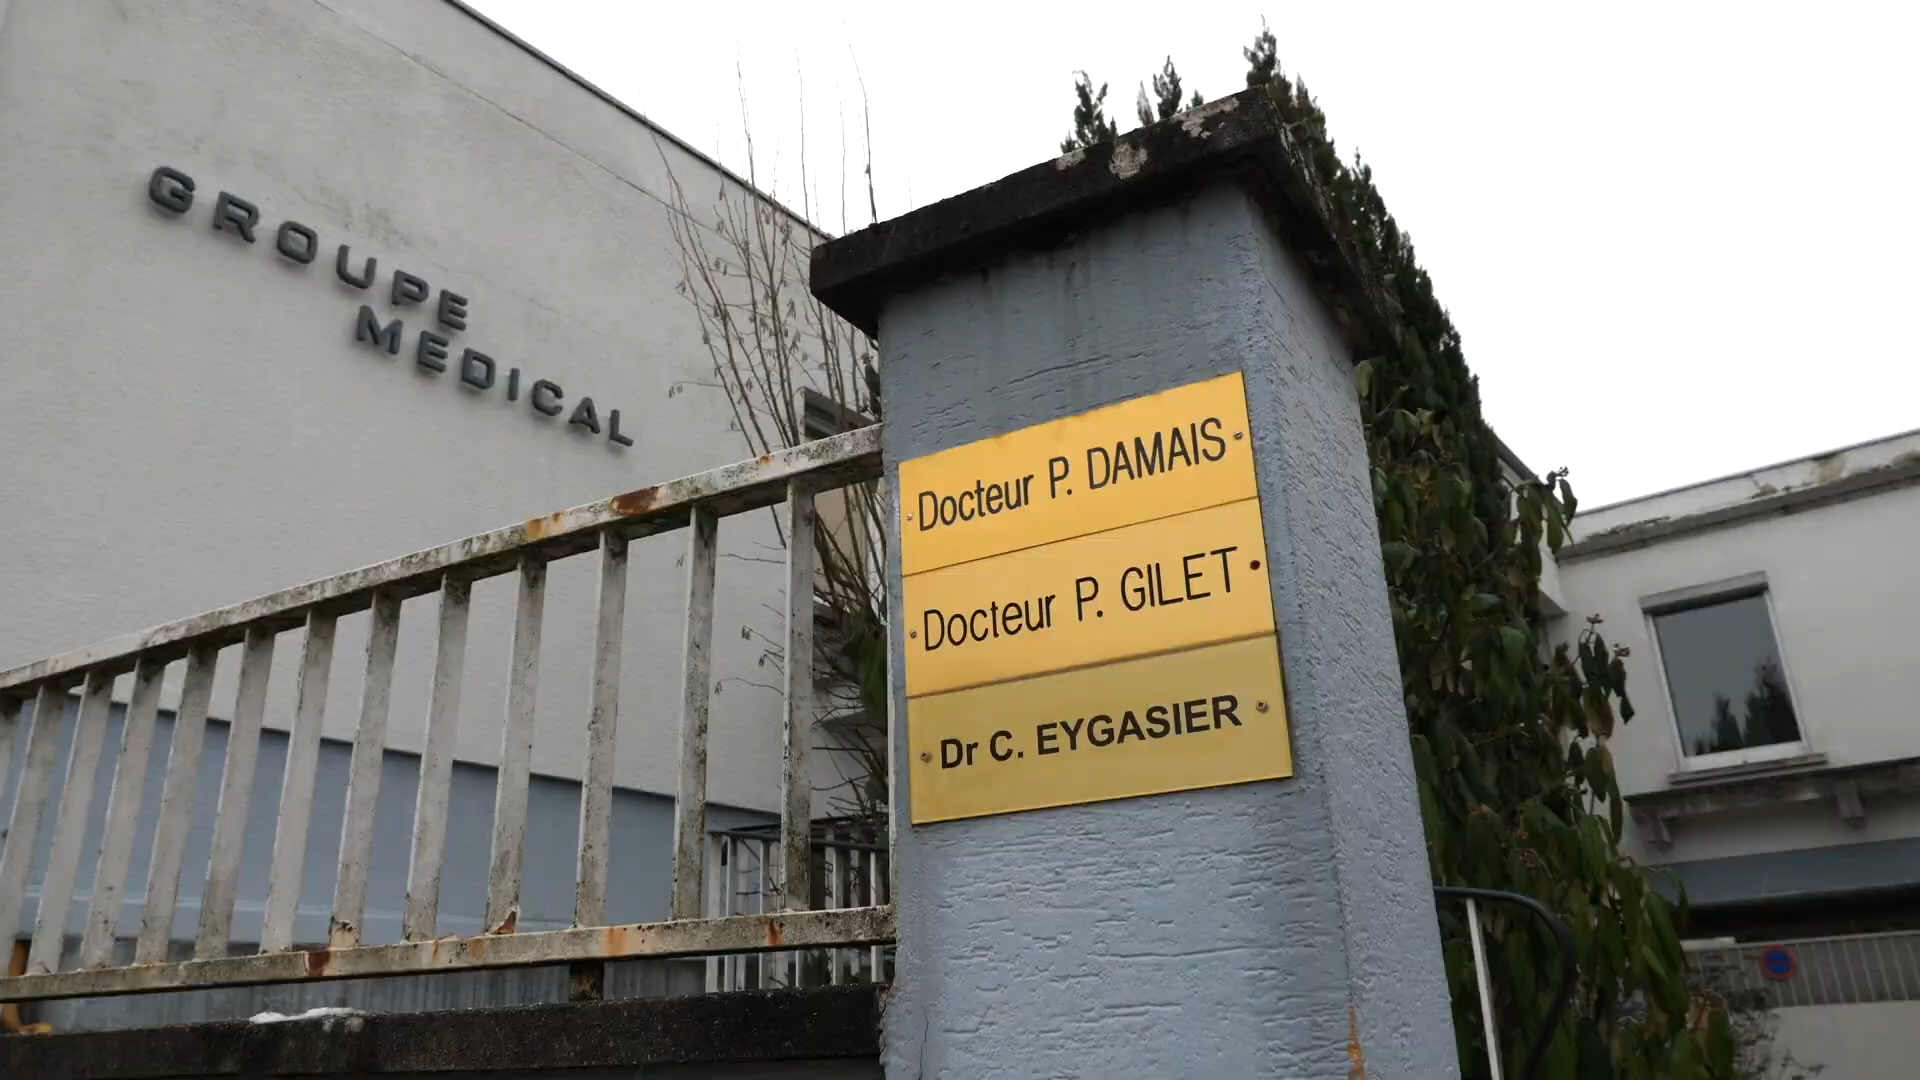 GROUPE
MEDICAL
Docteur P. DAMAIS
Docteur P. GILET
Dr C. EYGASIER